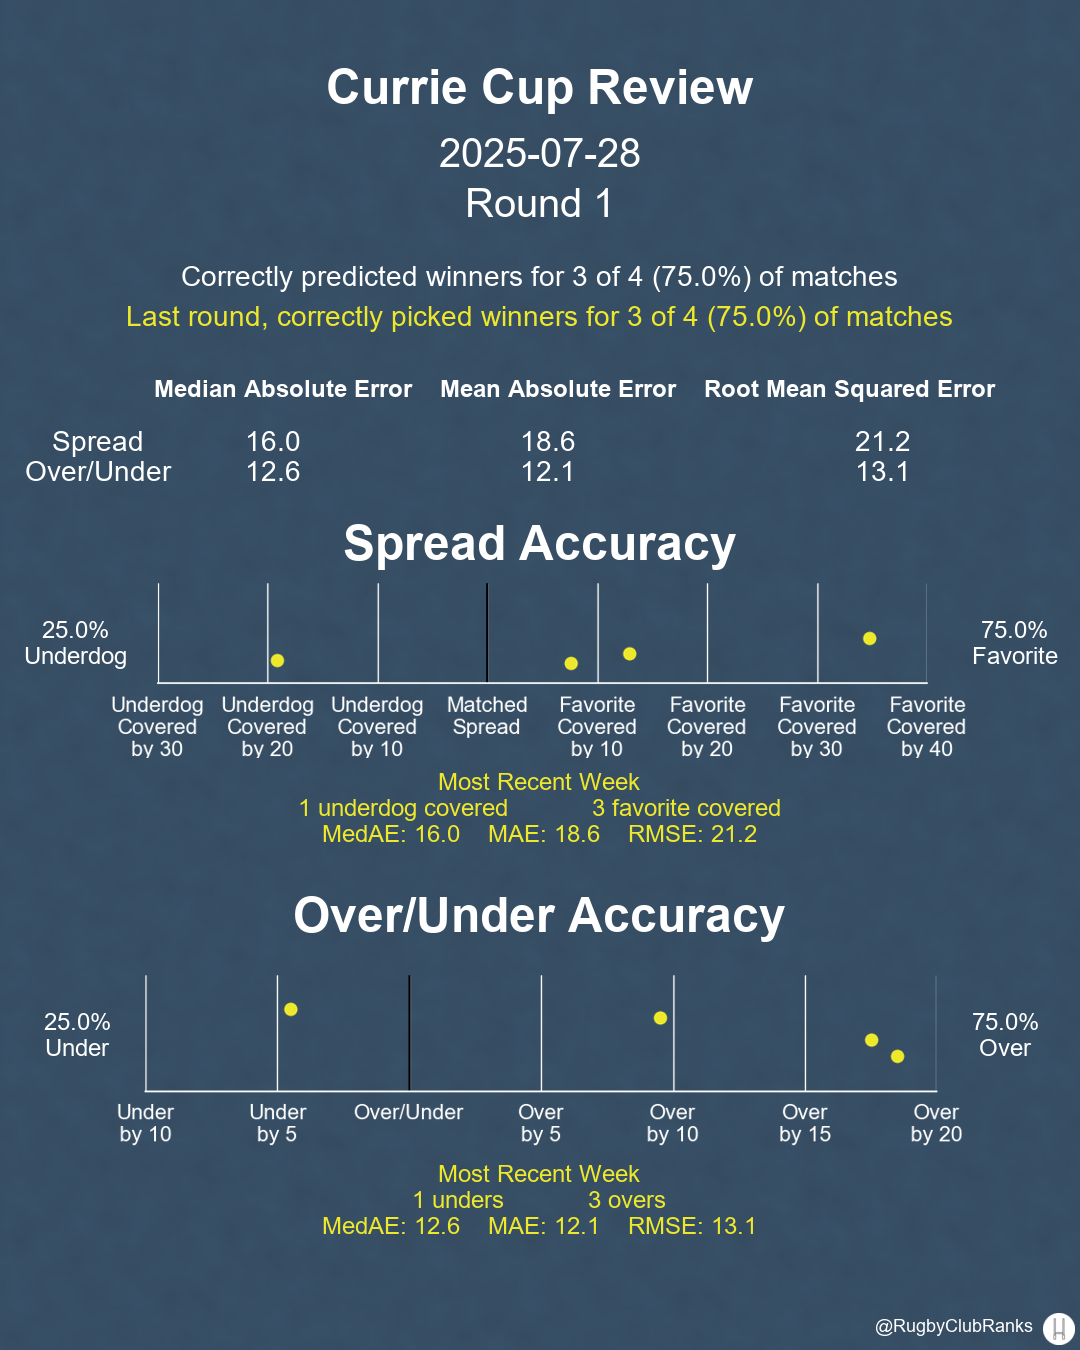 Currie Cup Review
2025-07-28
Round 1
Correctly predicted winners for 3 of 4 (75.0%) of matches
Last round, correctly picked winners for 3 of 4 (75.0%) of matches
Median Absolute Error Mean Absolute Error Root Mean Squared Error
Spread 16.0 18.6 21.2
Over/Under 12.6 12.1 13.1
Spread Accuracy
25.0%
Underdog
75.0%
Favorite
Underdog Underdog Underdog Matched Favorite Favorite Favorite Favorite
Covered Covered Covered Spread Covered Covered Covered Covered
by 30 by 20 by 10 by 10 by 20 by 30 by 40
Most Recent Week
1 underdog covered 3 favorite covered
MedAE: 16.0 MAE: 18.6 RMSE: 21.2
Over/Under Accuracy
25.0%
Under
75.0%
Over
Under Under Over/Under Over Over Over Over
by 10 by 5 by 5 by 10 by 15 by 20
Most Recent Week
1 unders 3 overs
MedAE: 12.6 MAE: 12.1 RMSE: 13.1
@RugbyClubRanks